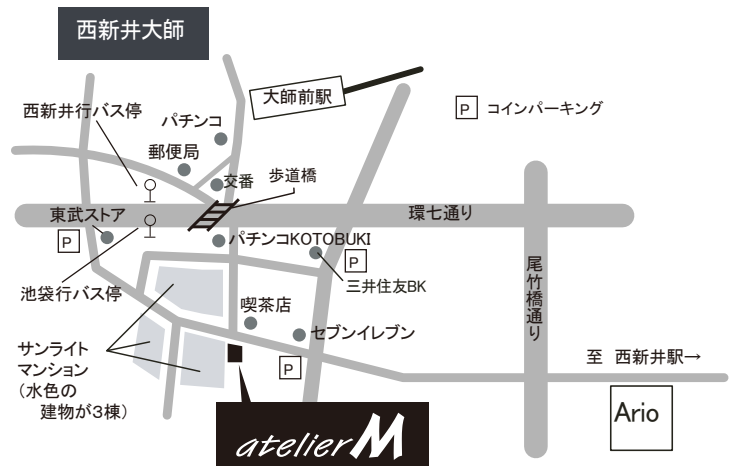 西新井大師
大師前駅
P コインパーキング
西新井行バス停
パチンコ
郵便局
交番
歩道橋
環七通り
東武ストア
P
パチンコKOTOBUKI
P
三井住友BK
池袋行バス停
尾竹橋通り
喫茶店
セブンイレブン
サンライト
マンション
（水色の
建物が３棟）
P
至 西新井駅→
Ario
atelier M